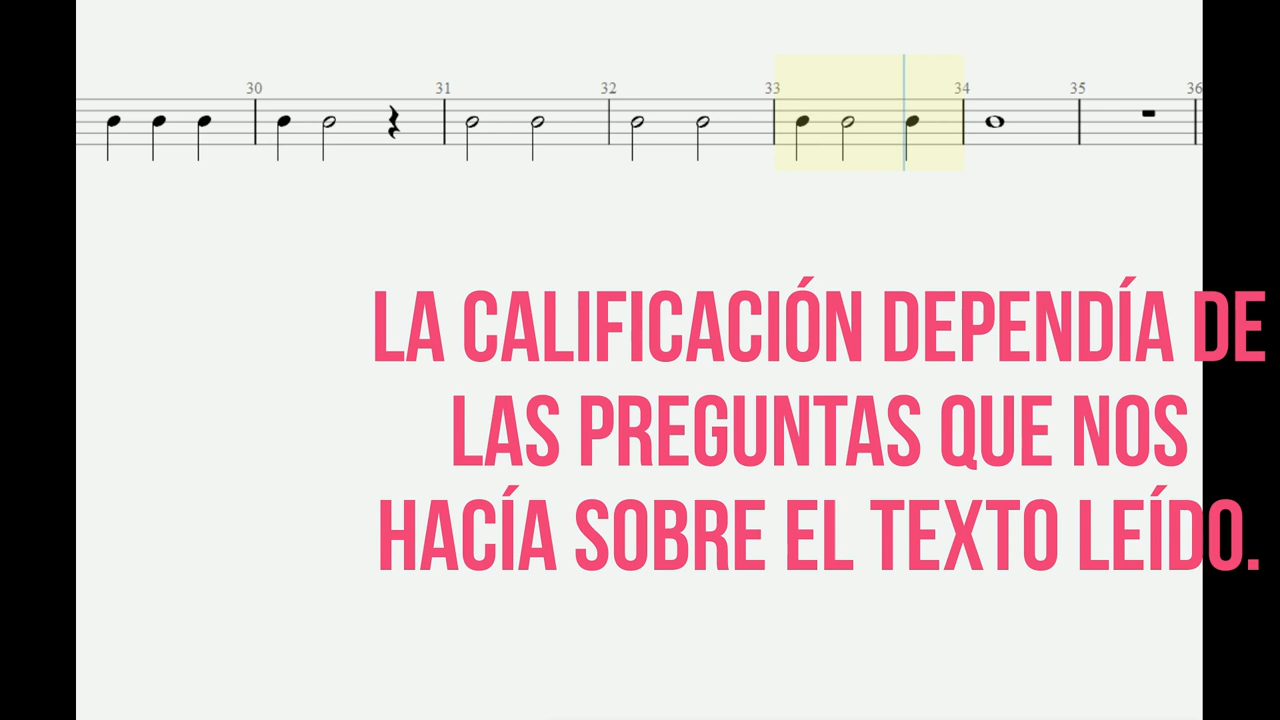 30 31 32 33 34 35 36
LA CALIFICACIÓN DEPENDÍA DE
LAS PREGUNTAS QUE NOS
HACÍA SOBRE EL TEXTO LEÍDO.